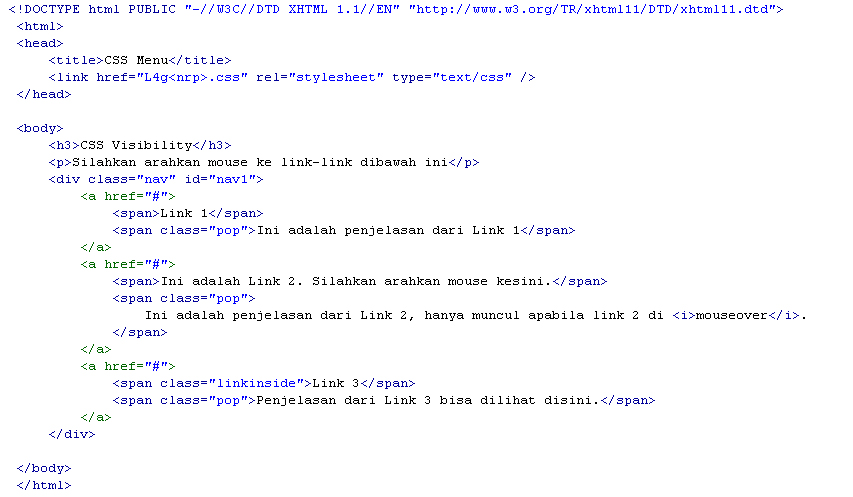 <!DOCTYPE html PUBLIC "-//W3C//DTD XHTML 1.1//EN" "http://www.w3.org/TR/xhtml11/DTD/xhtml11.dtd">
<html>
<head>
<title>CSS Menu</title>
<link href="L4g<nrp>.css" rel="stylesheet" type="text/css" />
</head>
<body>
<h3>CSS Visibility</h3>
<p>Silahkan arahkan mouse ke link-link dibawah ini</p>
<div class="nav" id="nav1">
<a href="#">
<span>Link 1</span>
<span class="pop">Ini adalah penjelasan dari Link 1</span>
</a>
<a href="#">
<span>Ini adalah Link 2. Silahkan arahkan mouse kesini.</span>
<span class="pop">
Ini adalah penjelasan dari Link 2, hanya muncul apabila link 2 di <i>mouseover</i>.
</span>
</a>
<a href="#">
<span class="linkinside">Link 3</span>
<span class="pop">Penjelasan dari Link 3 bisa dilihat disini.</span>
</a>
</div>
</body>
</html>